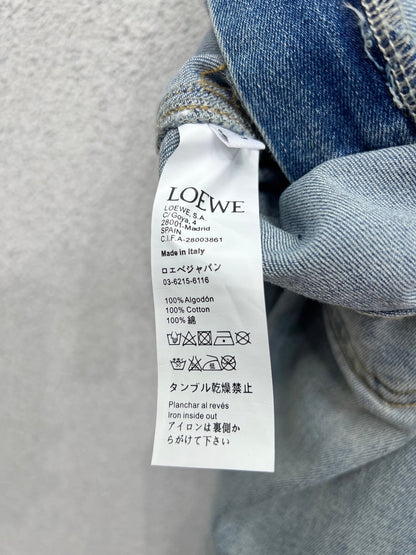 LOEWE
LOEWE, S.A.
C/ Goya, 4
28001-Madrid
SPAIN
C.I.F.A-28003861
Made in Italy
ロエベジャパン
03-6215-6116
100% Algodón
100% Cotton
100% 綿
タンブル乾燥禁止
Planchar al revés
Iron inside out
アイロンは裏側か
らがけて下さい